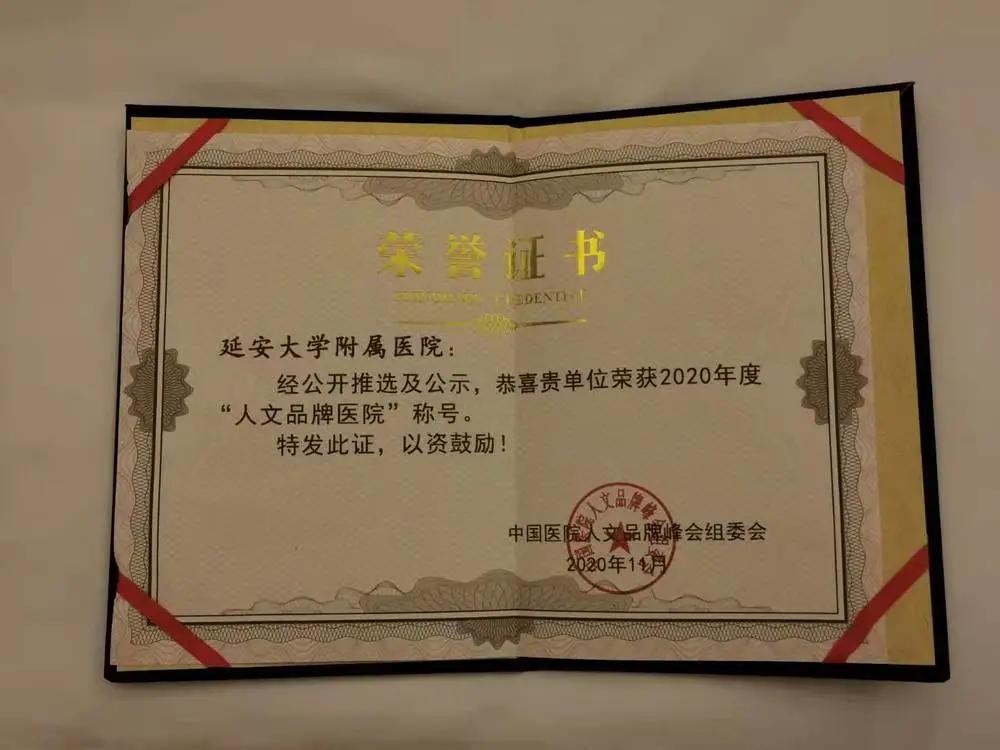 荣誉证书
延安大学附属医院：
经公开推选及公示，恭喜贵单位荣获2020年度
“人文品牌医院”称号。
特发此证，以资鼓励！
中国医院人文品牌峰会组委会
2020年11月